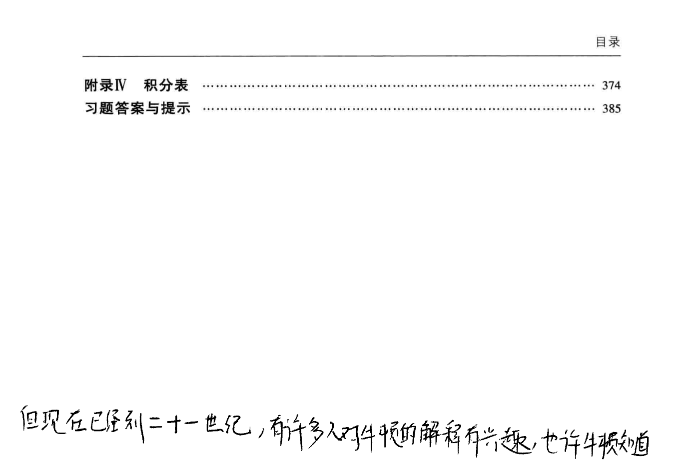 目录
附录Ⅳ 积分表 …………………………………………………………… 374
习题答案与提示 …………………………………………………………… 385
但现在已经到二十一世纪，有许多人对牛顿的解释有兴趣，也许牛顿知道